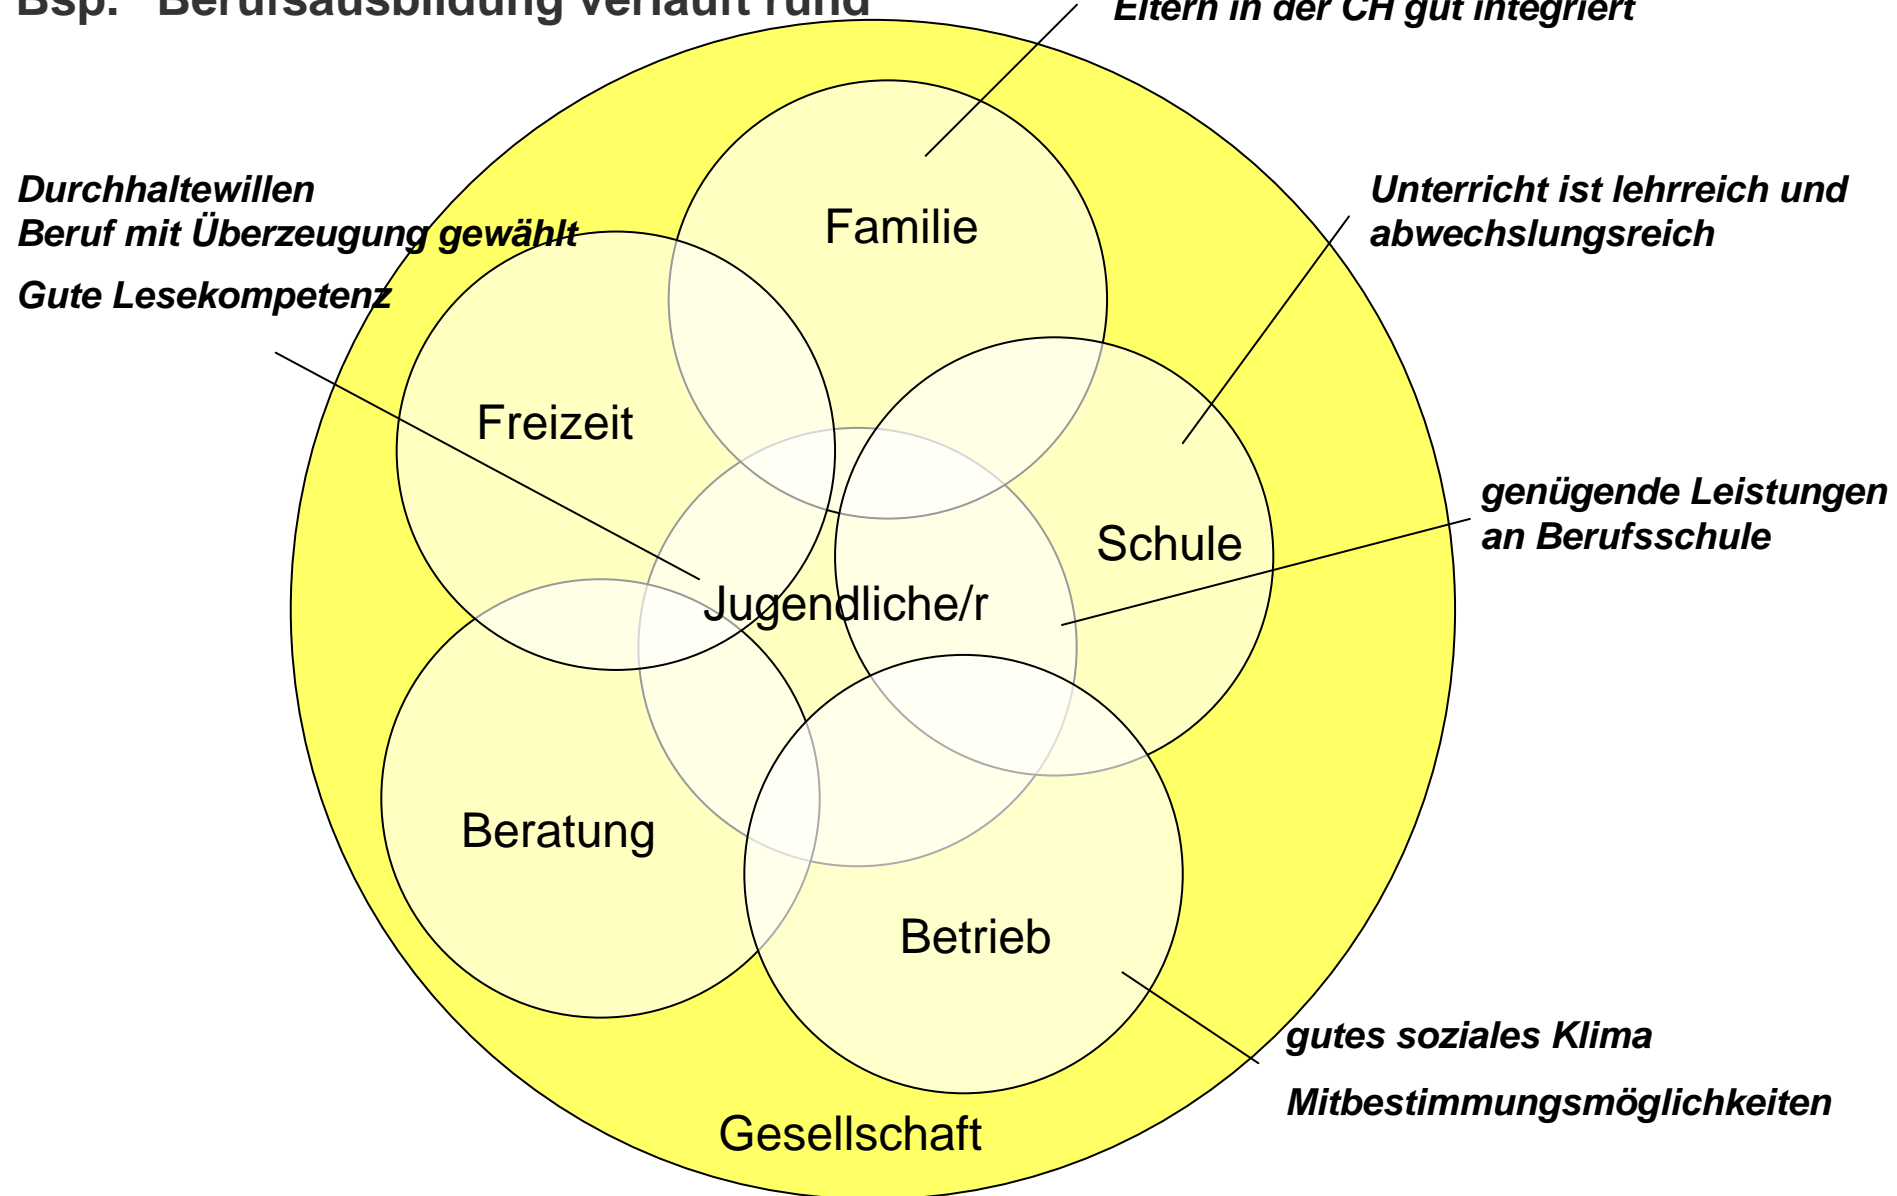 Bsp. "Berufsausbildung verläuft rund"
Eltern in der CH gut integriert
Durchhaltewillen
Beruf mit Überzeugung gewählt
Gute Lesekompetenz
Unterricht ist lehrreich und
abwechslungsreich
genügende Leistungen
an Berufsschule
Familie
Freizeit
Schule
Jugendliche/r
Beratung
Betrieb
gutes soziales Klima
Mitbestimmungsmöglichkeiten
Gesellschaft